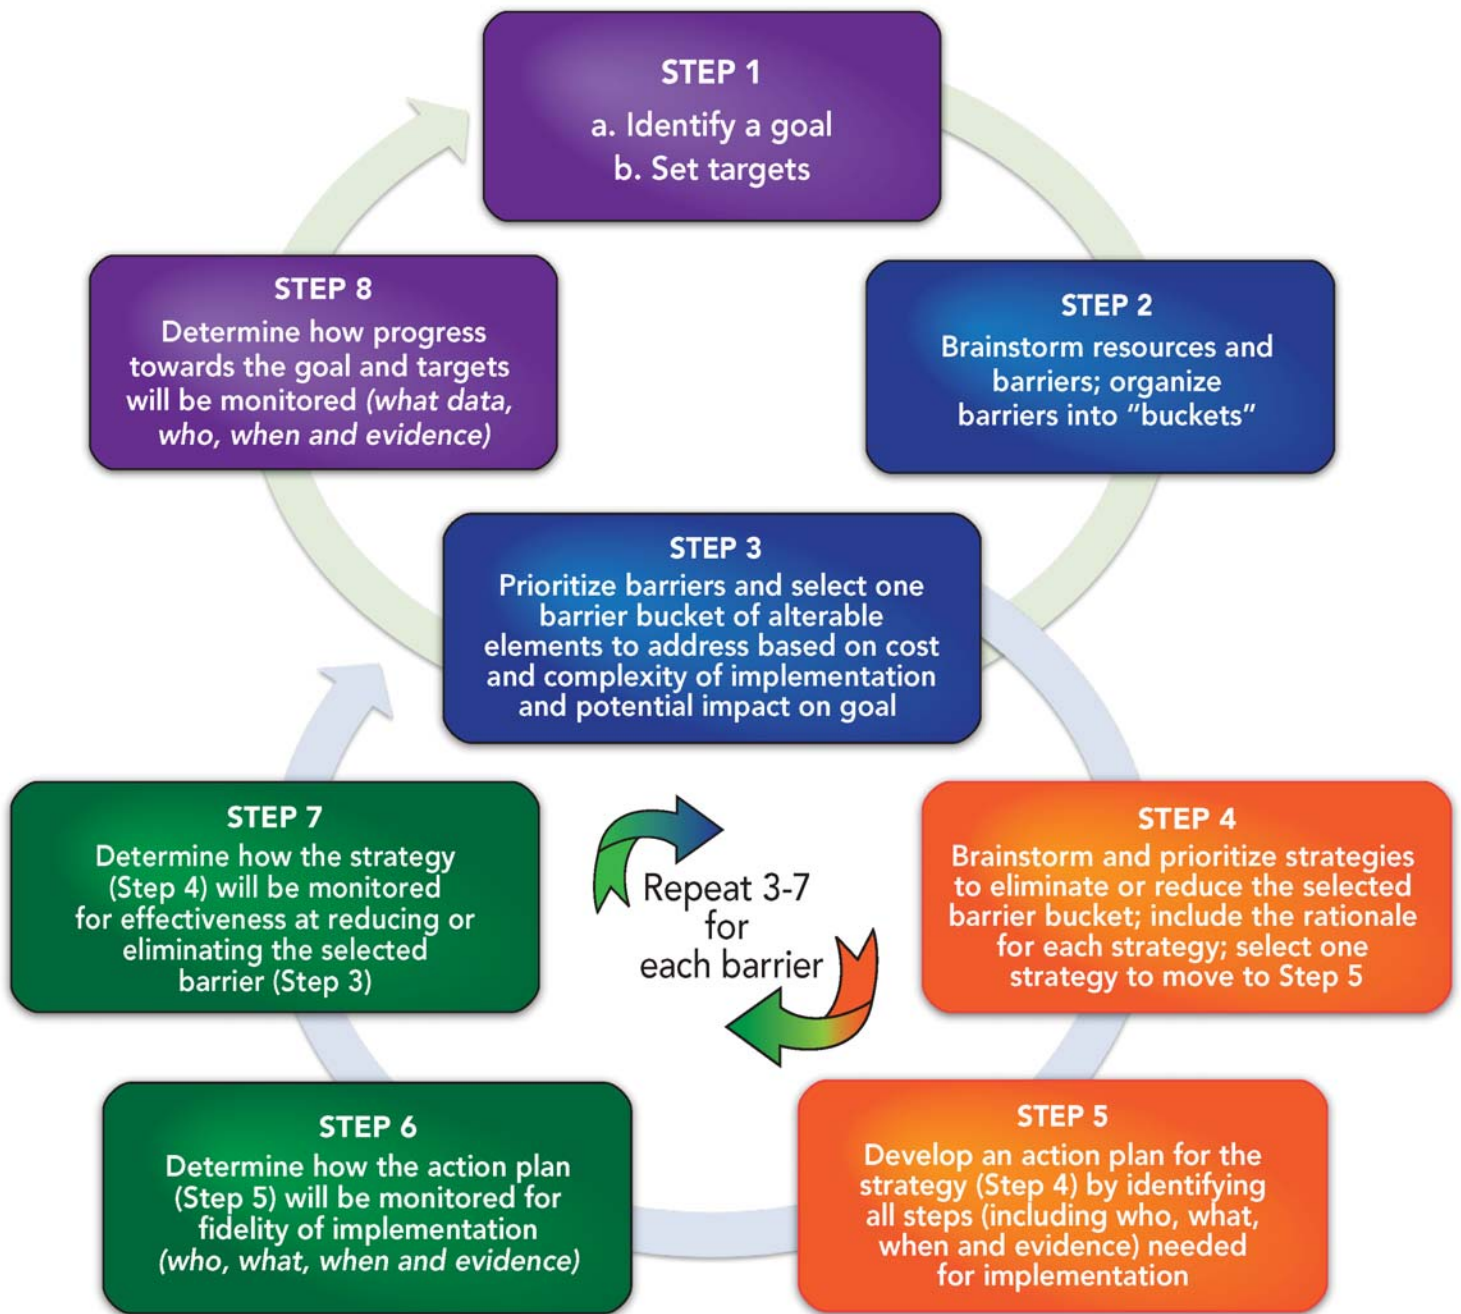 STEP 1
a. Identify a goal
b. Set targets
STEP 2
Brainstorm resources and
barriers; organize
barriers into “buckets”
STEP 3
Prioritize barriers and select one
barrier bucket of alterable
elements to address based on cost
and complexity of implementation
and potential impact on goal
STEP 4
Brainstorm and prioritize strategies
to eliminate or reduce the selected
barrier bucket; include the rationale
for each strategy; select one
strategy to move to Step 5
STEP 5
Develop an action plan for the
strategy (Step 4) by identifying
all steps (including who, what,
when and evidence) needed
for implementation
STEP 6
Determine how the action plan
(Step 5) will be monitored for
fidelity of implementation
(who, what, when and evidence)
STEP 7
Determine how the strategy
(Step 4) will be monitored
for effectiveness at reducing or
eliminating the selected
barrier (Step 3)
STEP 8
Determine how progress
towards the goal and targets
will be monitored (what data,
who, when and evidence)
Repeat 3-7
for
each barrier